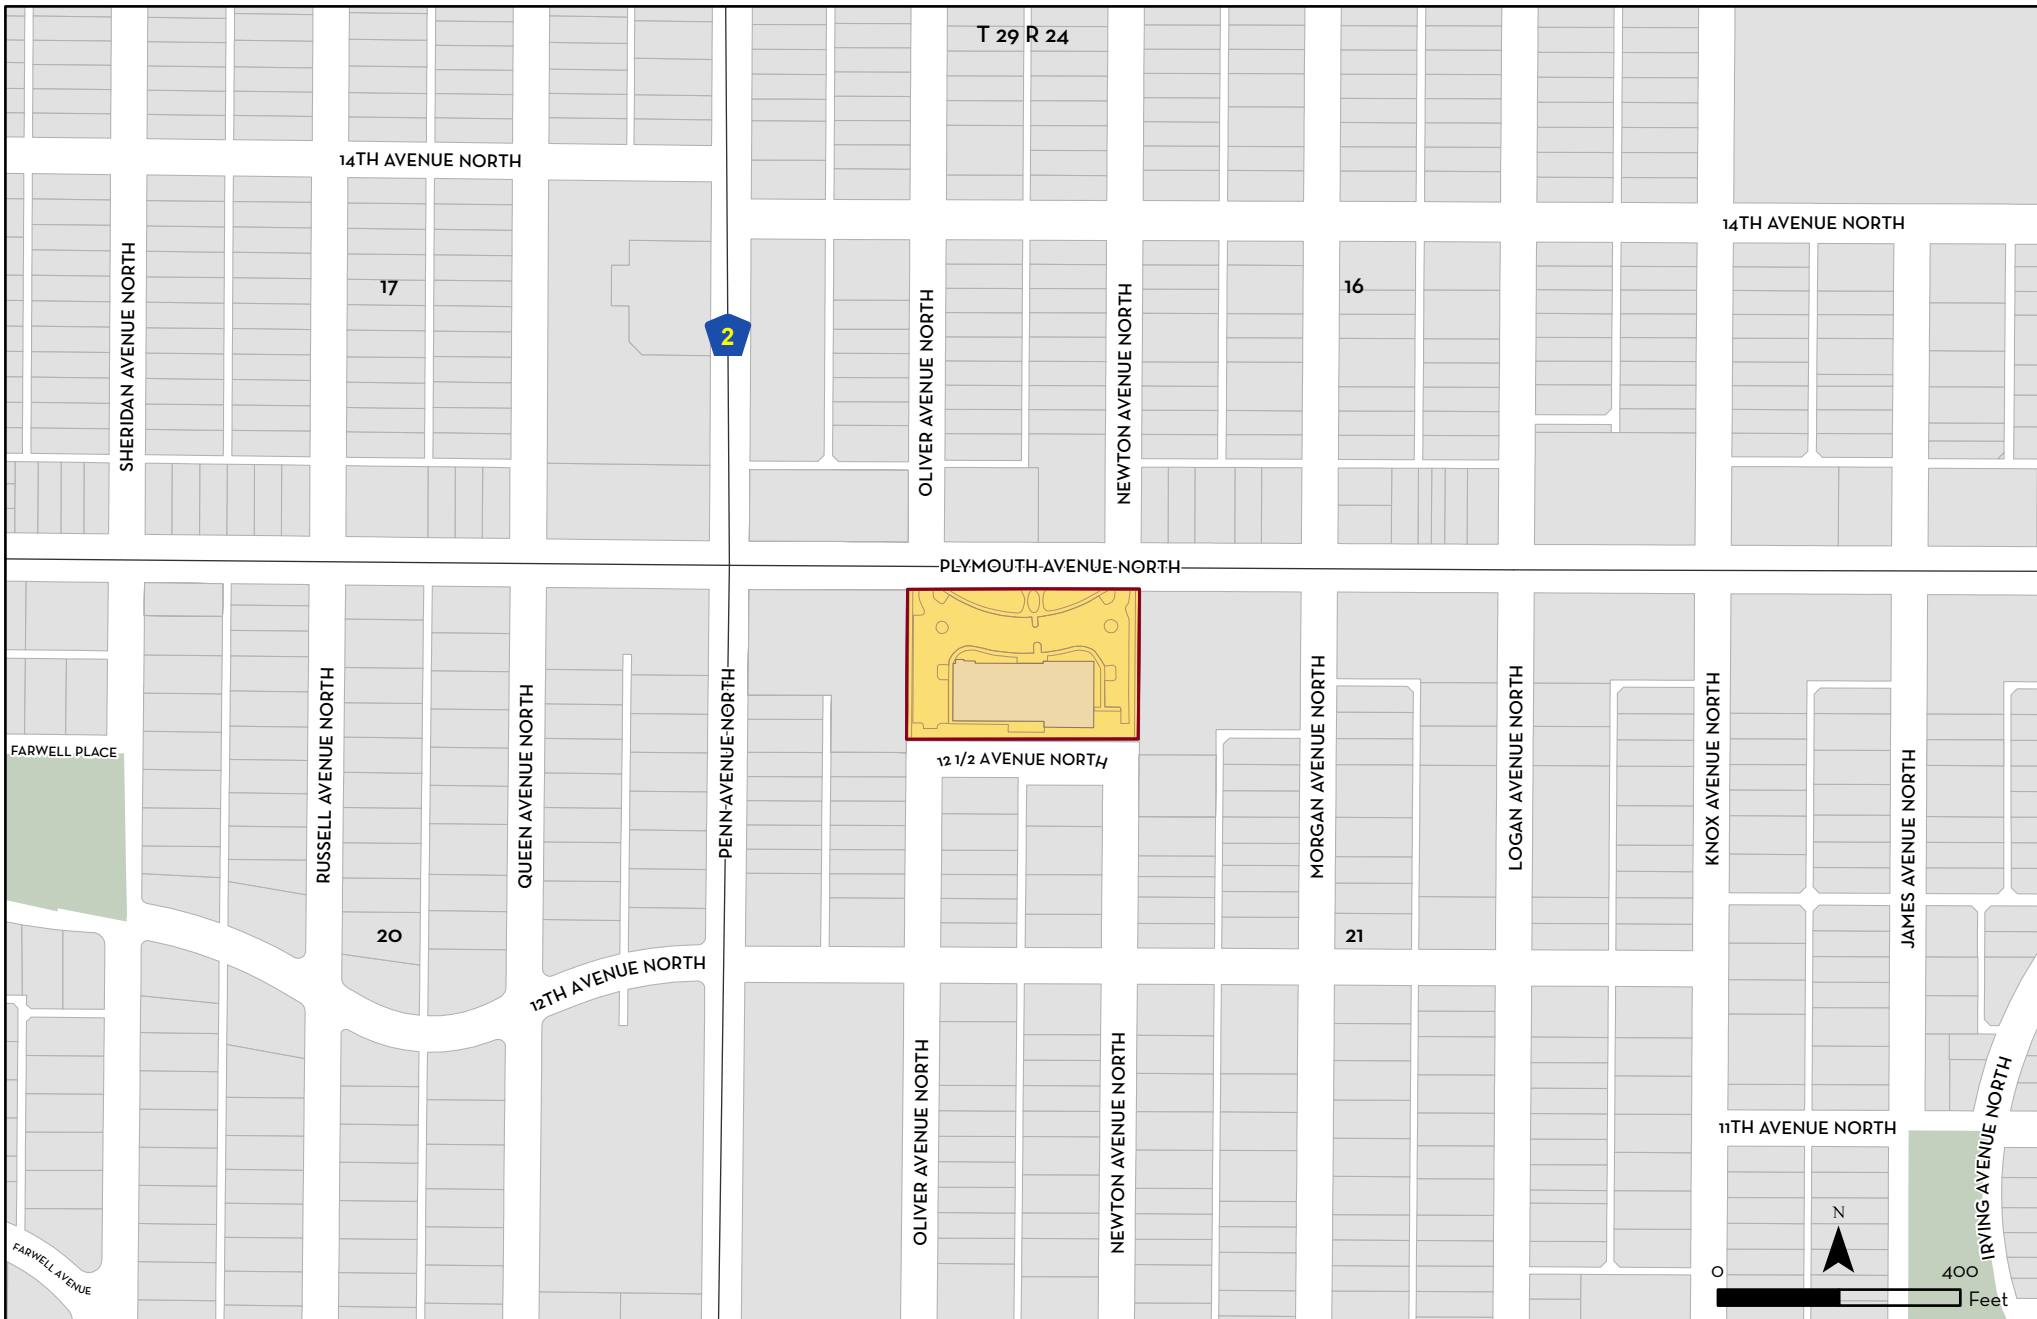 T 29 R 24
14TH AVENUE NORTH
14TH AVENUE NORTH
SHERIDAN AVENUE NORTH
17
2
OLIVER AVENUE NORTH
NEWTON AVENUE NORTH
16
PLYMOUTH AVENUE NORTH
FARWELL PLACE
RUSSELL AVENUE NORTH
QUEEN AVENUE NORTH
PENN AVENUE NORTH
12 1/2 AVENUE NORTH
MORGAN AVENUE NORTH
LOGAN AVENUE NORTH
KNOX AVENUE NORTH
JAMES AVENUE NORTH
20
21
12TH AVENUE NORTH
OLIVER AVENUE NORTH
NEWTON AVENUE NORTH
11TH AVENUE NORTH
IRVING AVENUE NORTH
FARWELL AVENUE
N
0 400
Feet